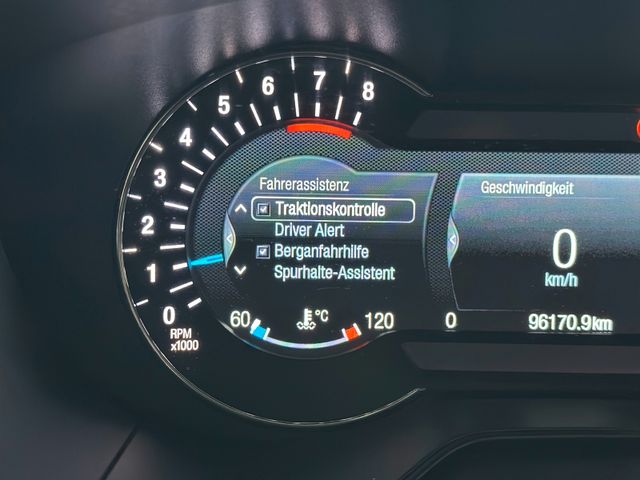 8
7
6
5
4
3
2
1
0
RPM
x1000
Fahrerassistenz
Traktionskontrolle
Driver Alert
Berganfahrhilfe
Spurhalte-Assistent
60
°C
120
Geschwindigkeit
0
km/h
0
96170.9km